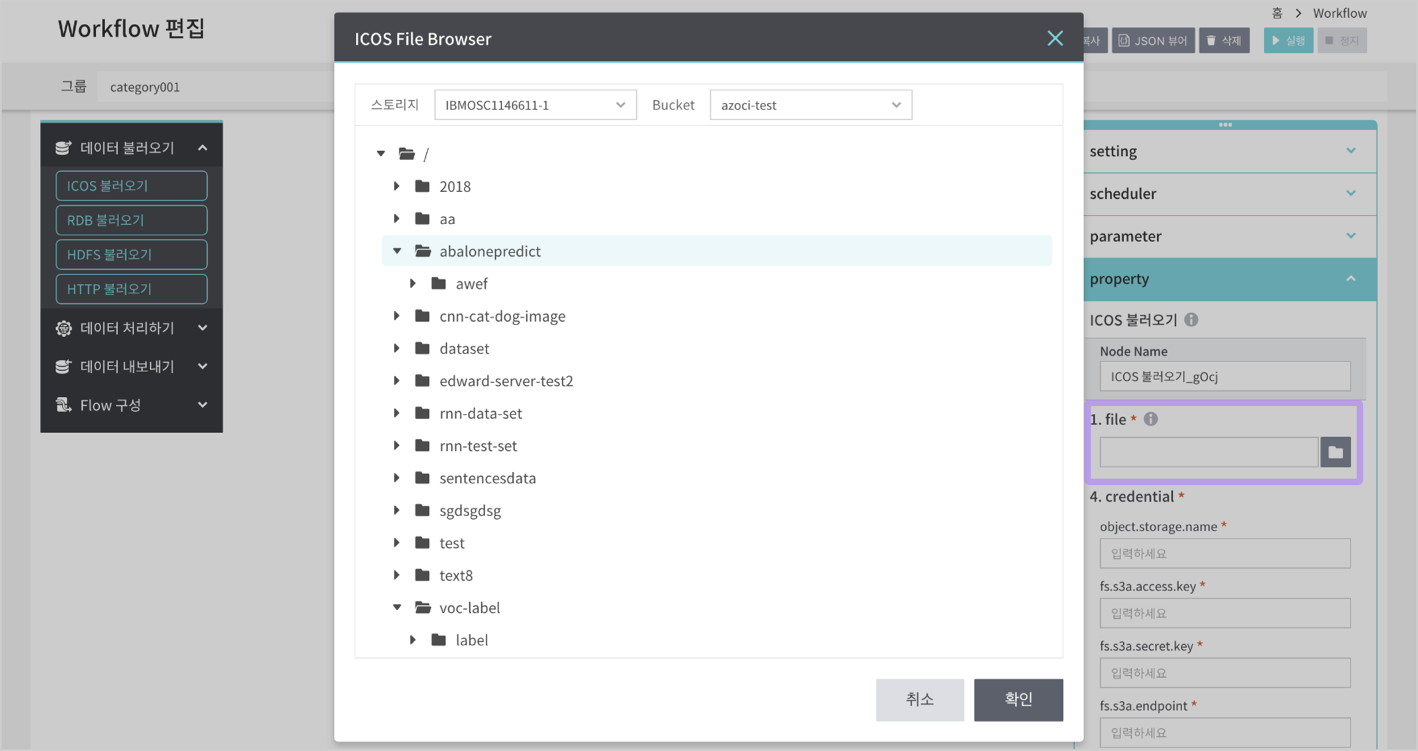 Workflow 편집
홈 > Workflow
복사
JSON 뷰어
삭제
실행
정지
그룹
category001
데이터 불러오기
ICOS 불러오기
RDB 불러오기
HDFS 불러오기
HTTP 불러오기
데이터 처리하기
데이터 내보내기
Flow 구성
ICOS File Browser
스토리지
IBMOSC1146611-1
Bucket
azoci-test
/
2018
aa
abalonepredict
awef
cnn-cat-dog-image
dataset
edward-server-test2
rnn-data-set
rnn-test-set
sentencesdata
sgdsgdsg
test
text8
voc-label
label
취소
확인
setting
scheduler
parameter
property
ICOS 불러오기
Node Name
ICOS 불러오기_gOcj
1. file *
4. credential *
object.storage.name *
입력하세요
fs.s3a.access.key *
입력하세요
fs.s3a.secret.key *
입력하세요
fs.s3a.endpoint *
입력하세요